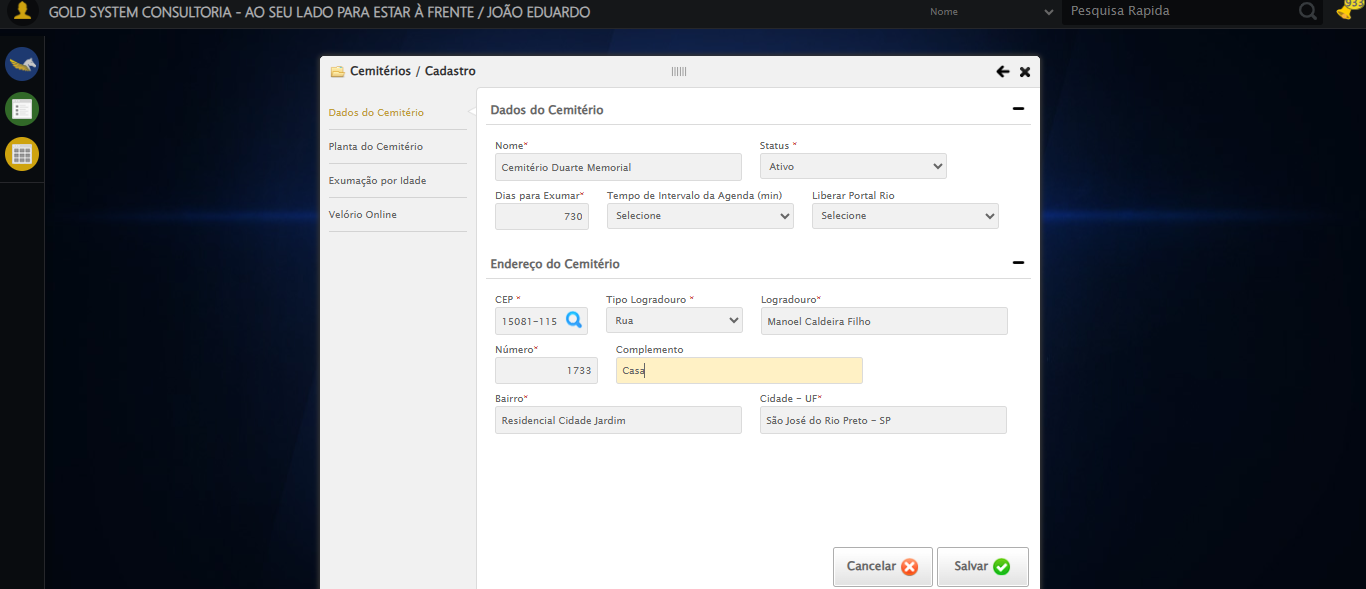 GOLD SYSTEM CONSULTORIA - AO SEU LADO PARA ESTAR À FRENTE / JOÃO EDUARDO
Nome
Pesquisa Rapida
933
Cemitérios / Cadastro
Dados do Cemitério
Planta do Cemitério
Exumação por Idade
Velório Online
Dados do Cemitério
Nome*
Status *
Cemitério Duarte Memorial
Ativo
Dias para Exumar*
Tempo de Intervalo da Agenda (min)
Liberar Portal Rio
730
Selecione
Selecione
Endereço do Cemitério
CEP *
Tipo Logradouro *
Logradouro*
15081-115
Rua
Manoel Caldeira Filho
Número*
Complemento
1733
Casa
Bairro*
Cidade - UF*
Residencial Cidade Jardim
São José do Rio Preto - SP
Cancelar
Salvar